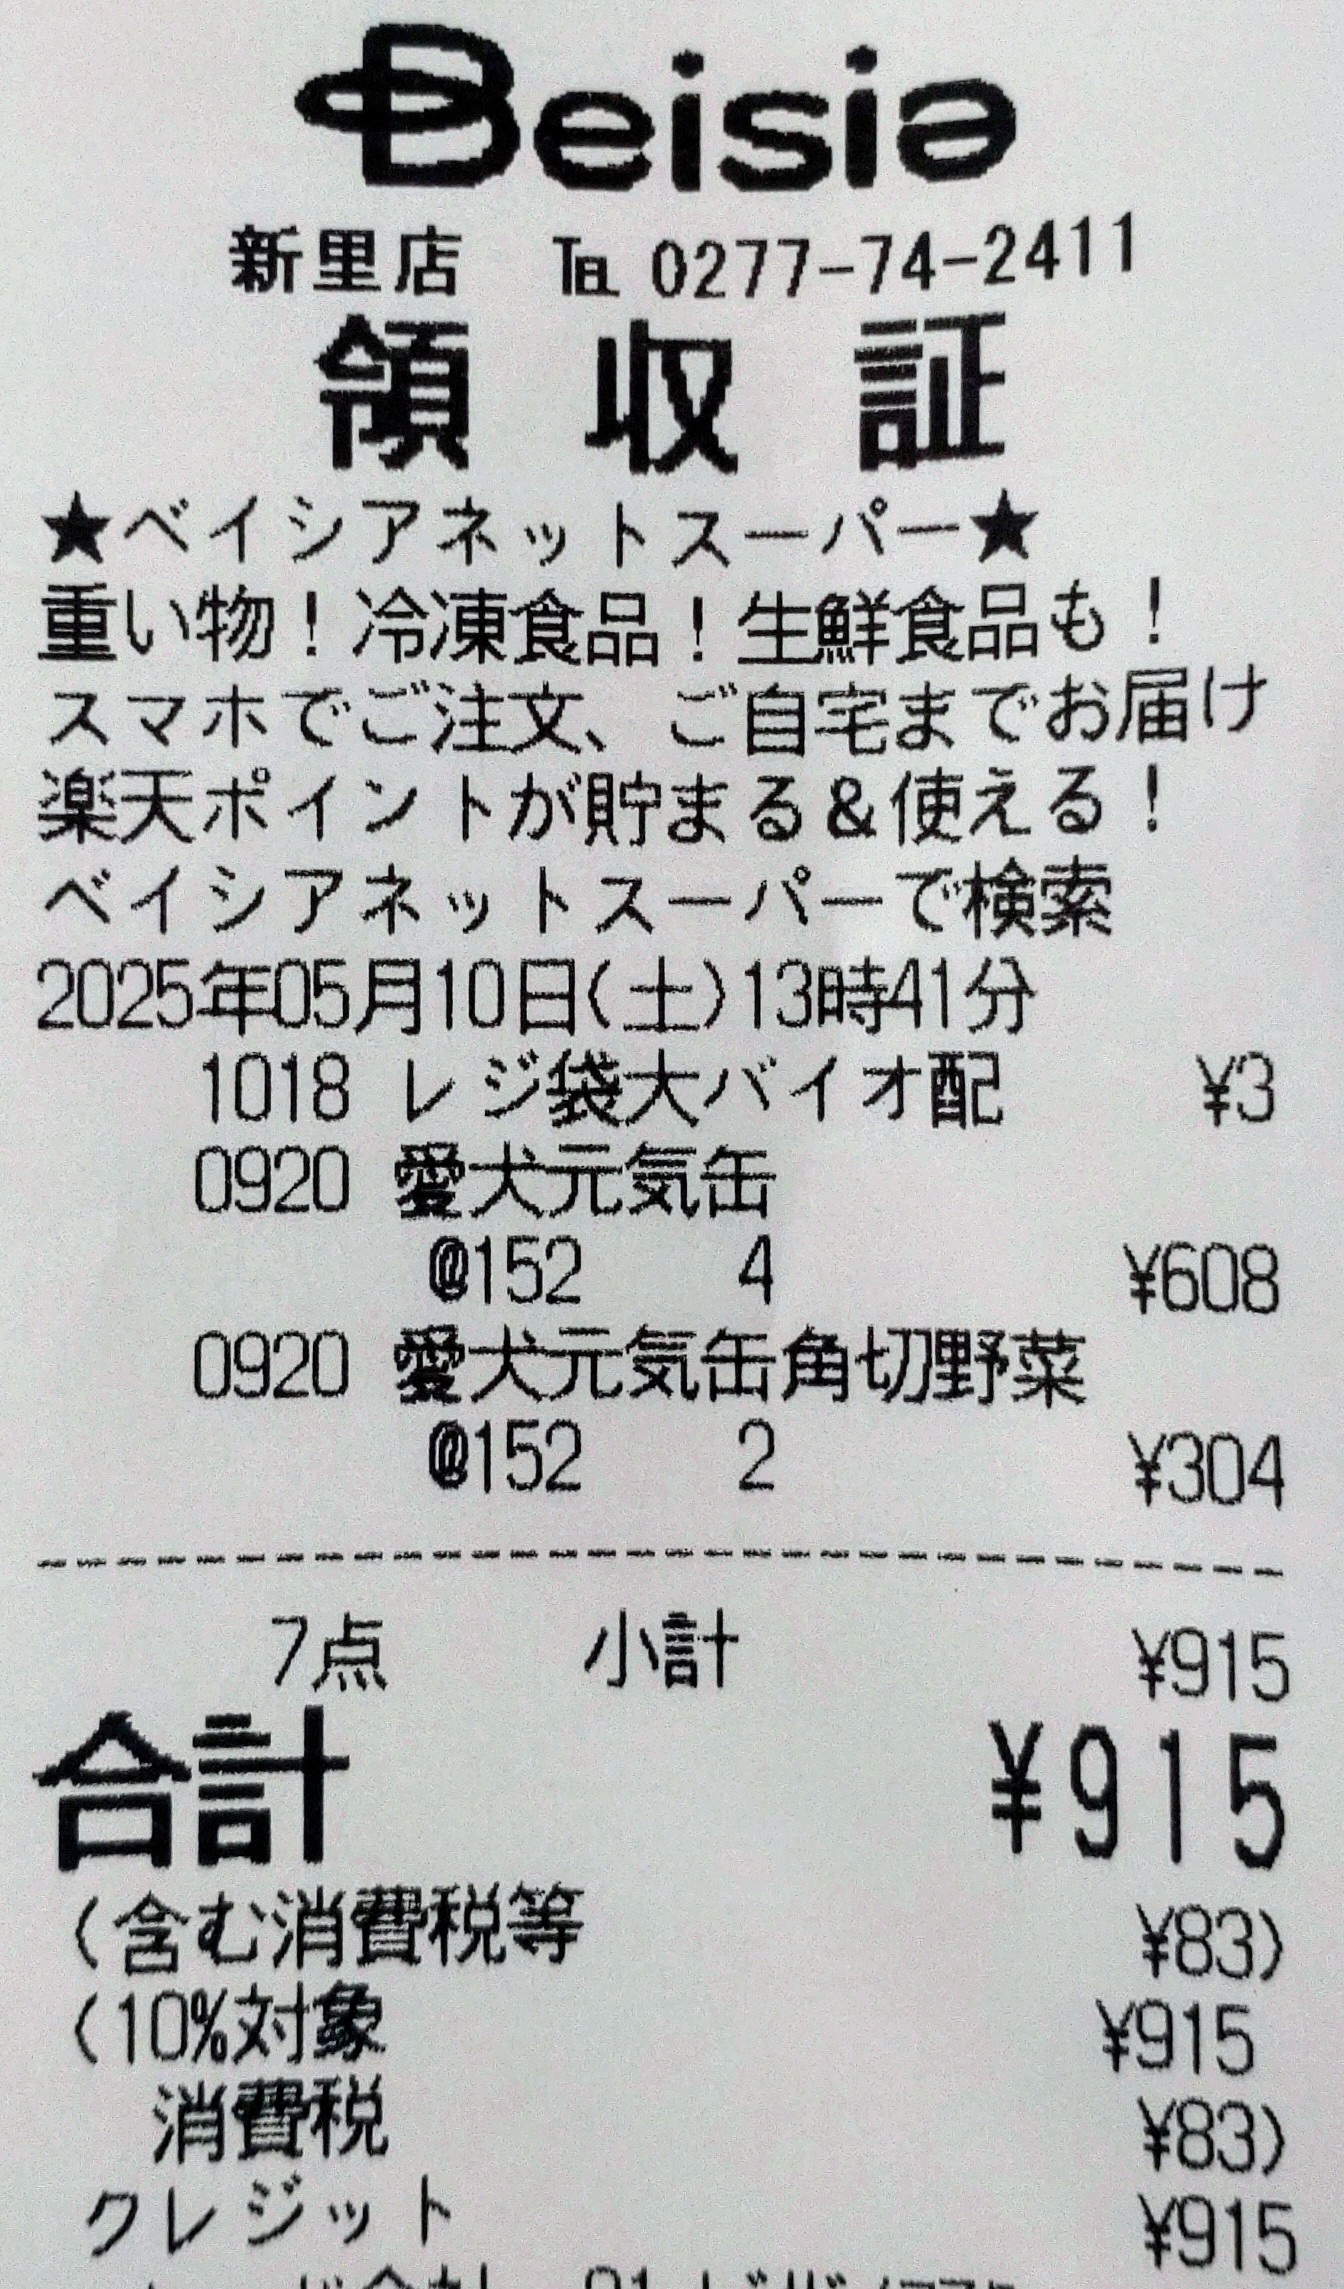 Beisia
新里店 ℡ 0277-74-2411
領収証
★ベイシアネットスーパー★
重い物！冷凍食品！生鮮食品も！
スマホでご注文、ご自宅までお届け
楽天ポイントが貯まる＆使える！
ベイシアネットスーパーで検索
2025年05月10日(土)13時41分
1018 レジ袋大バイオ配 ¥3
0920 愛犬元気缶
@152 4 ¥608
0920 愛犬元気缶角切野菜
@152 2 ¥304
7点 小計 ¥915
合計 ¥915
(含む消費税等 ¥83)
(10%対象 ¥915
消費税 ¥83)
クレジット ¥915